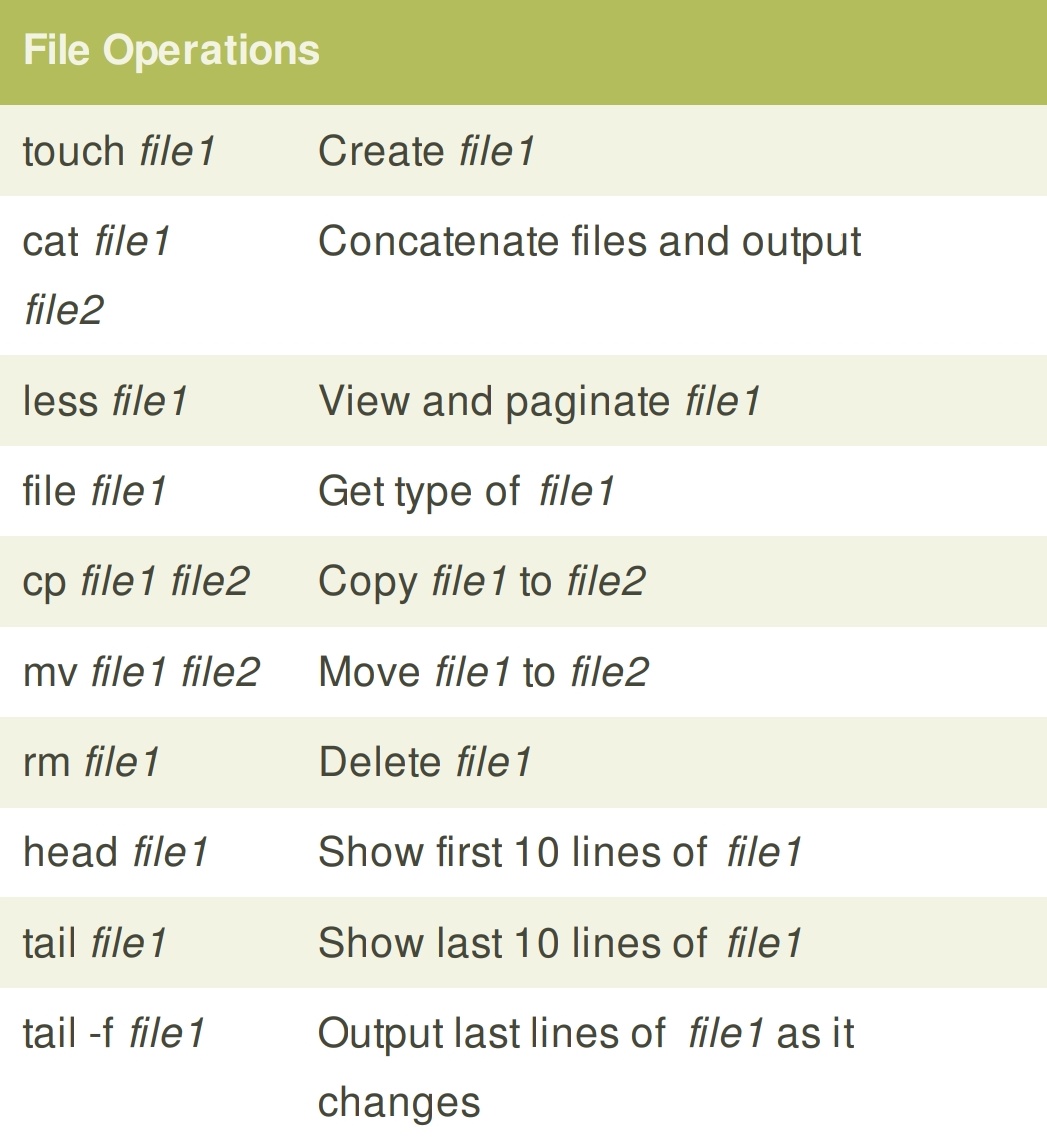 File Operations
touch file1 Create file1
cat file1 Concatenate files and output
file2
less file1 View and paginate file1
file file1 Get type of file1
cp file1 file2 Copy file1 to file2
mv file1 file2 Move file1 to file2
rm file1 Delete file1
head file1 Show first 10 lines of file1
tail file1 Show last 10 lines of file1
tail -f file1 Output last lines of file1 as it
changes